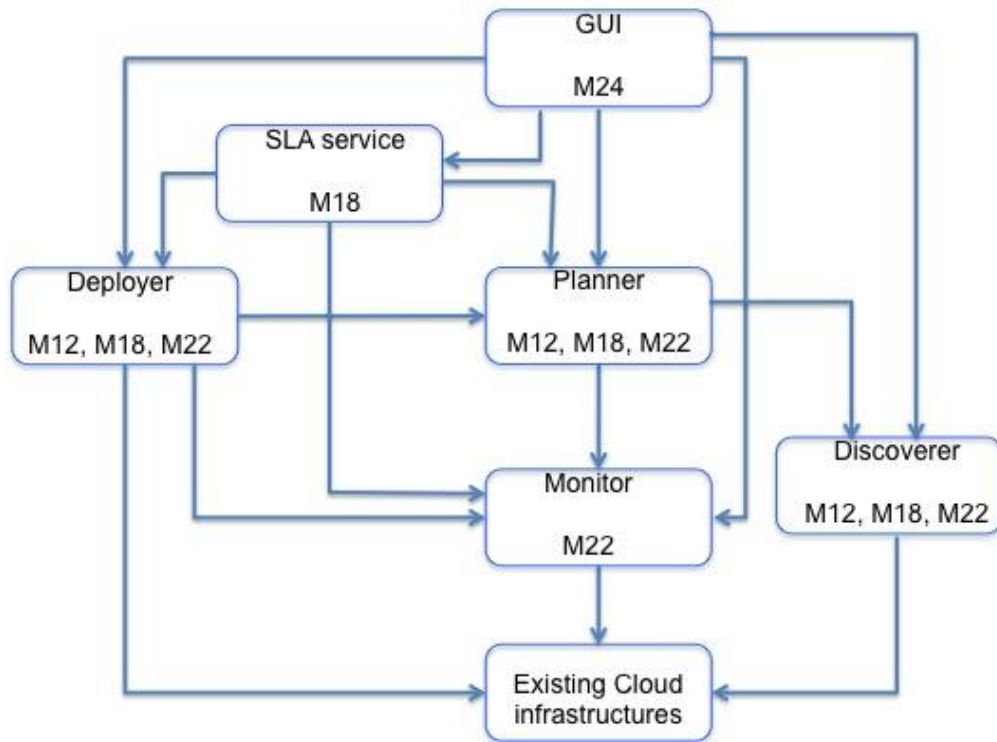 GUI
M24
SLA service
M18
Deployer
M12, M18, M22
Planner
M12, M18, M22
Discoverer
M12, M18, M22
Monitor
M22
Existing Cloud
infrastructures